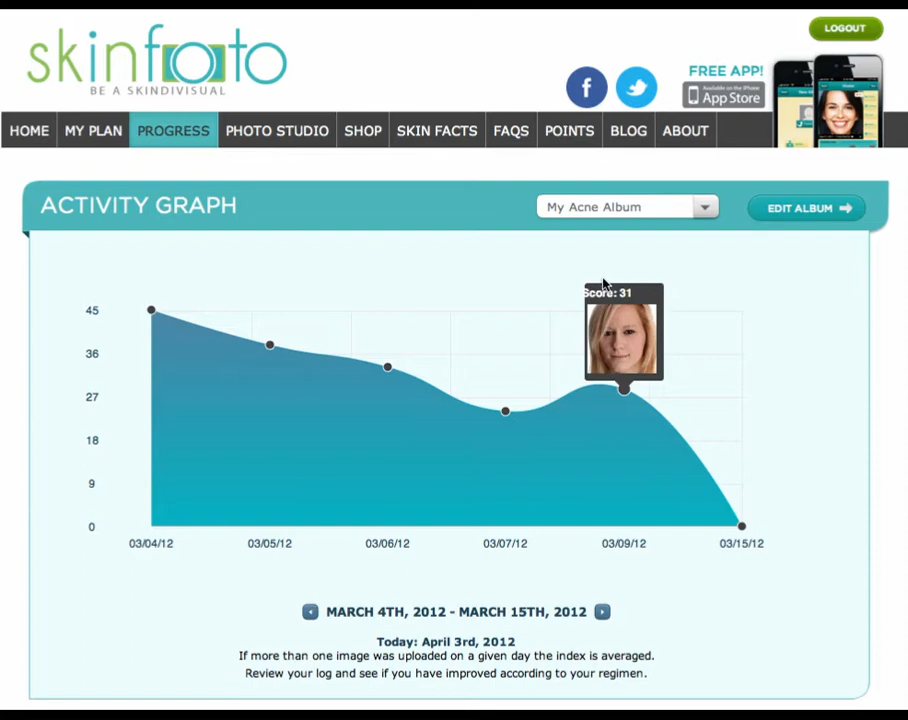 skinfoto
BE A SKINDIVISUAL
LOGOUT
FREE APP!
Available on the iPhone
App Store
HOME MY PLAN PROGRESS PHOTO STUDIO SHOP SKIN FACTS FAQS POINTS BLOG ABOUT
ACTIVITY GRAPH
My Acne Album
EDIT ALBUM
Score: 31
45
36
27
18
9
0
03/04/12 03/05/12 03/06/12 03/07/12 03/09/12 03/15/12
MARCH 4TH, 2012 - MARCH 15TH, 2012
Today: April 3rd, 2012
If more than one image was uploaded on a given day the index is averaged.
Review your log and see if you have improved according to your regimen.